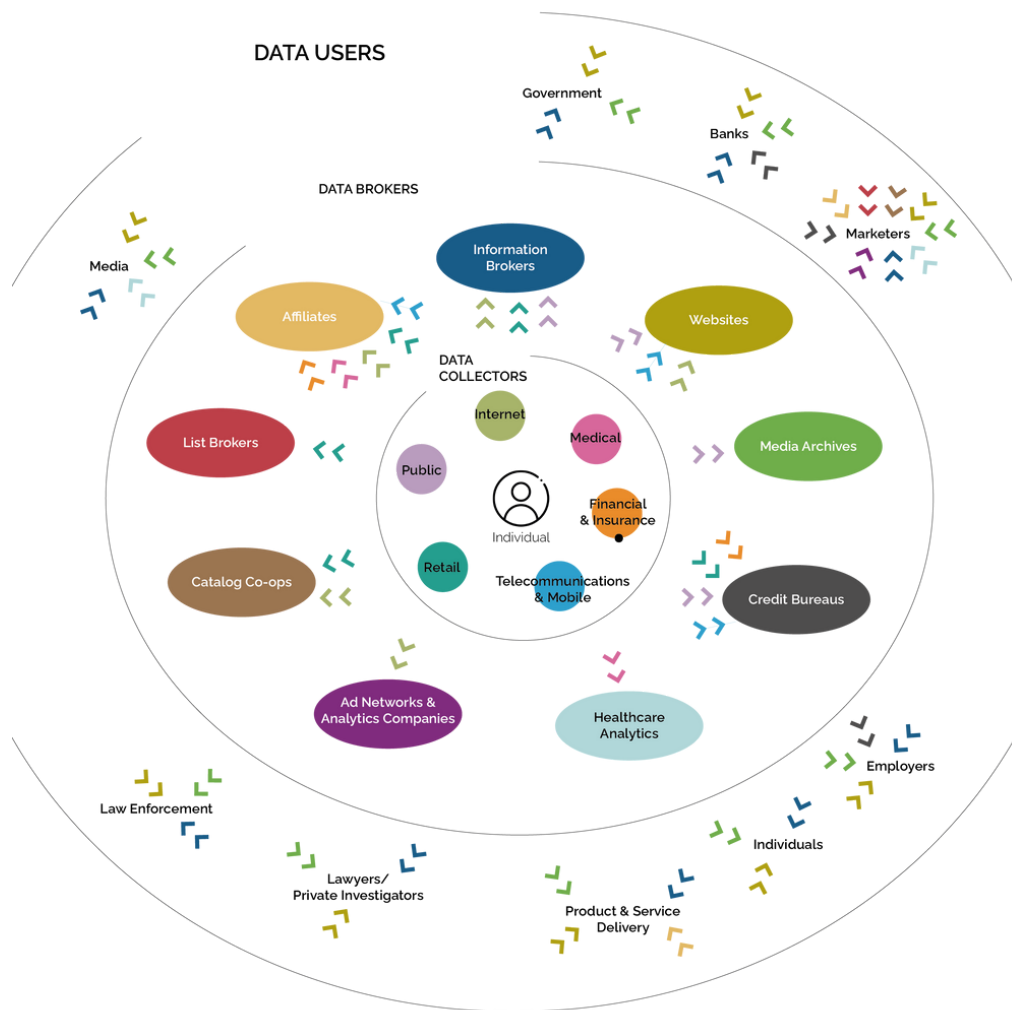 DATA USERS
Government
Banks
Marketers
Media
DATA BROKERS
Information
Brokers
Affiliates
Websites
List Brokers
Media Archives
Catalog Co-ops
Credit Bureaus
Ad Networks &
Analytics Companies
Healthcare
Analytics
DATA
COLLECTORS
Internet
Medical
Public
Financial
& Insurance
Individual
Retail
Telecommunications
& Mobile
Employers
Law Enforcement
Individuals
Lawyers/
Private Investigators
Product & Service
Delivery